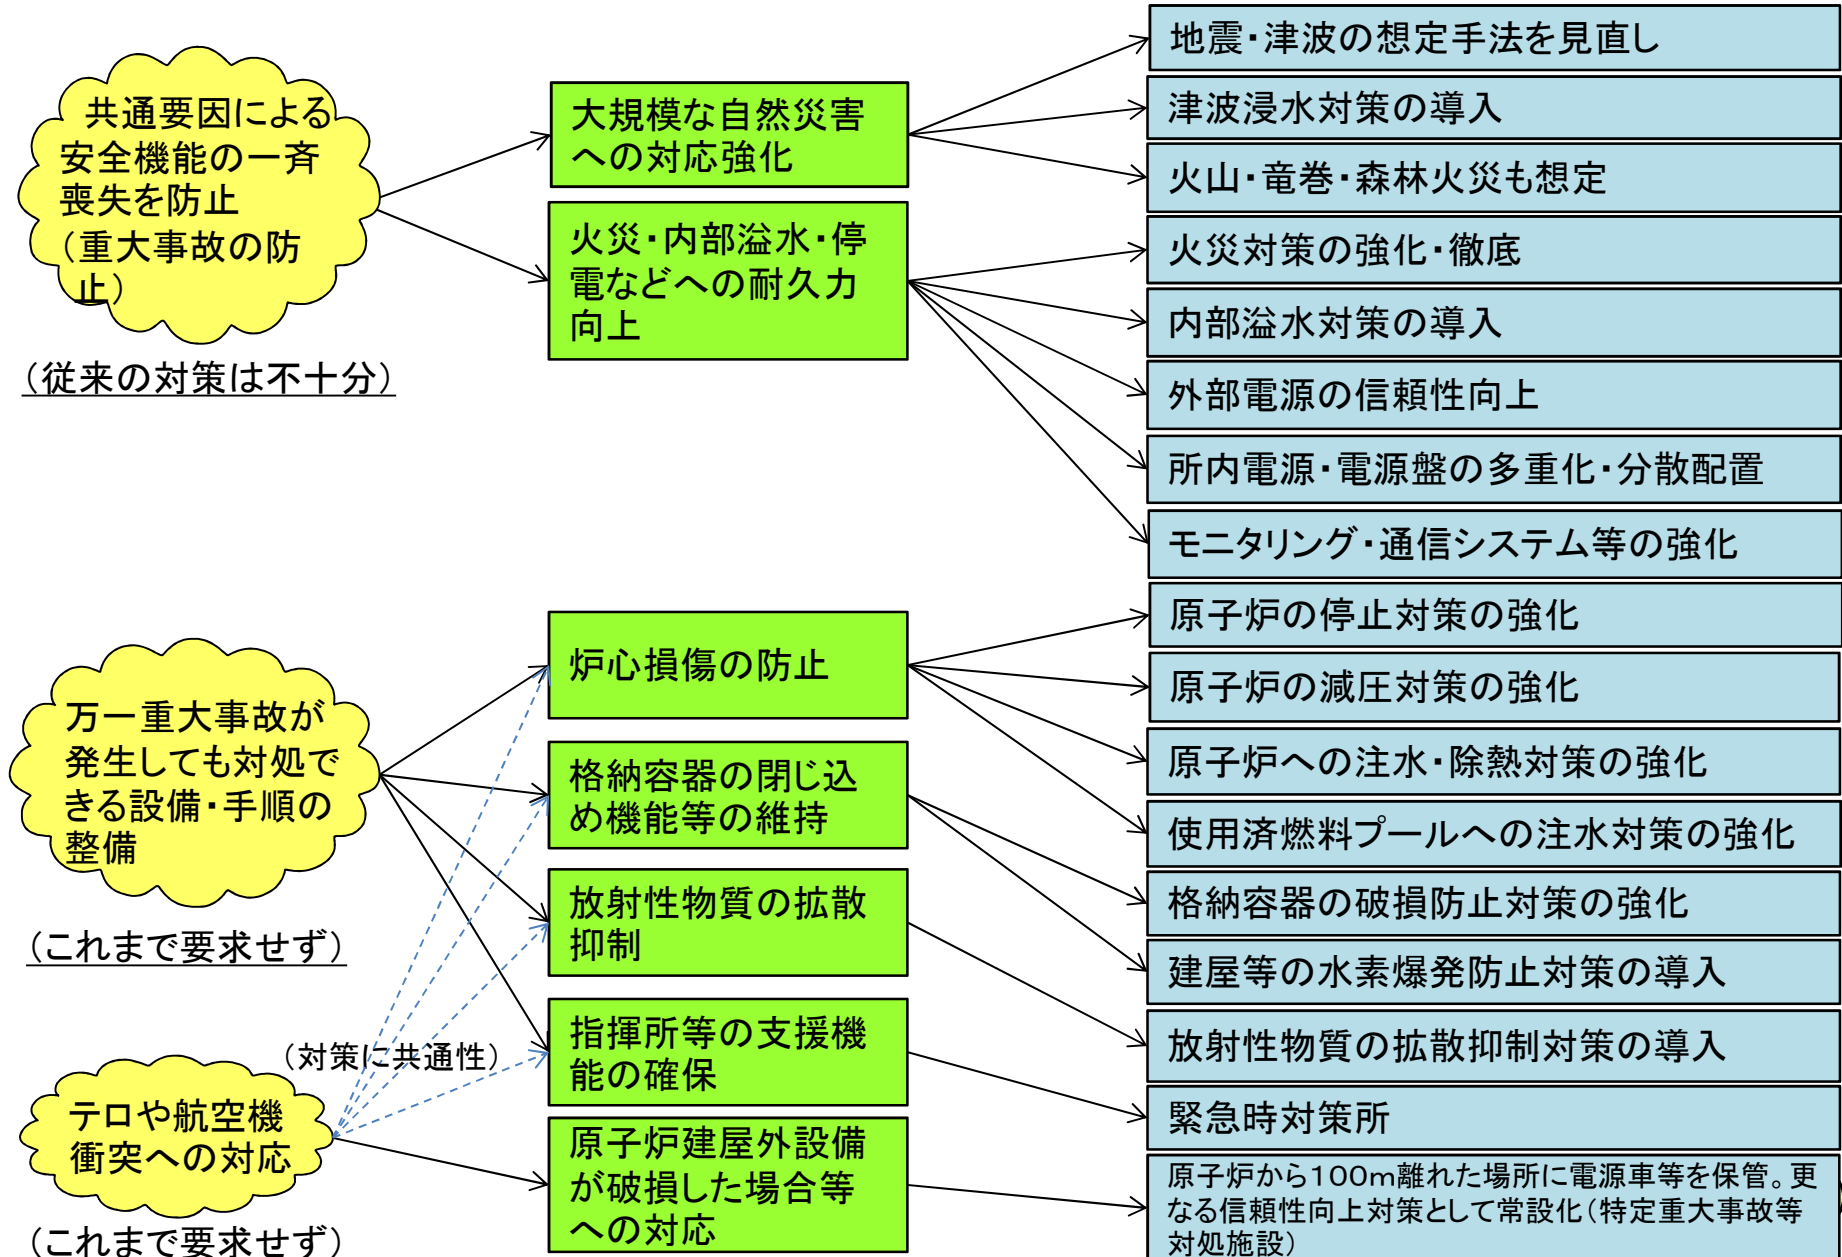 共通要因による
安全機能の一斉
喪失を防止
（重大事故の防
止）
（従来の対策は不十分）
大規模な自然災害
への対応強化
火災・内部溢水・停
電などへの耐久力
向上
地震・津波の想定手法を見直し
津波浸水対策の導入
火山・竜巻・森林火災も想定
火災対策の強化・徹底
内部溢水対策の導入
外部電源の信頼性向上
所内電源・電源盤の多重化・分散配置
モニタリング・通信システム等の強化
万一重大事故が
発生しても対処で
きる設備・手順の
整備
（これまで要求せず）
炉心損傷の防止
格納容器の閉じ込
め機能等の維持
放射性物質の拡散
抑制
指揮所等の支援機
能の確保
原子炉の停止対策の強化
原子炉の減圧対策の強化
原子炉への注水・除熱対策の強化
使用済燃料プールへの注水対策の強化
格納容器の破損防止対策の強化
建屋等の水素爆発防止対策の導入
放射性物質の拡散抑制対策の導入
緊急時対策所
（対策に共通性）
テロや航空機
衝突への対応
（これまで要求せず）
原子炉建屋外設備
が破損した場合等
への対応
原子炉から１００ｍ離れた場所に電源車等を保管。更
なる信頼性向上対策として常設化（特定重大事故等
対処施設）